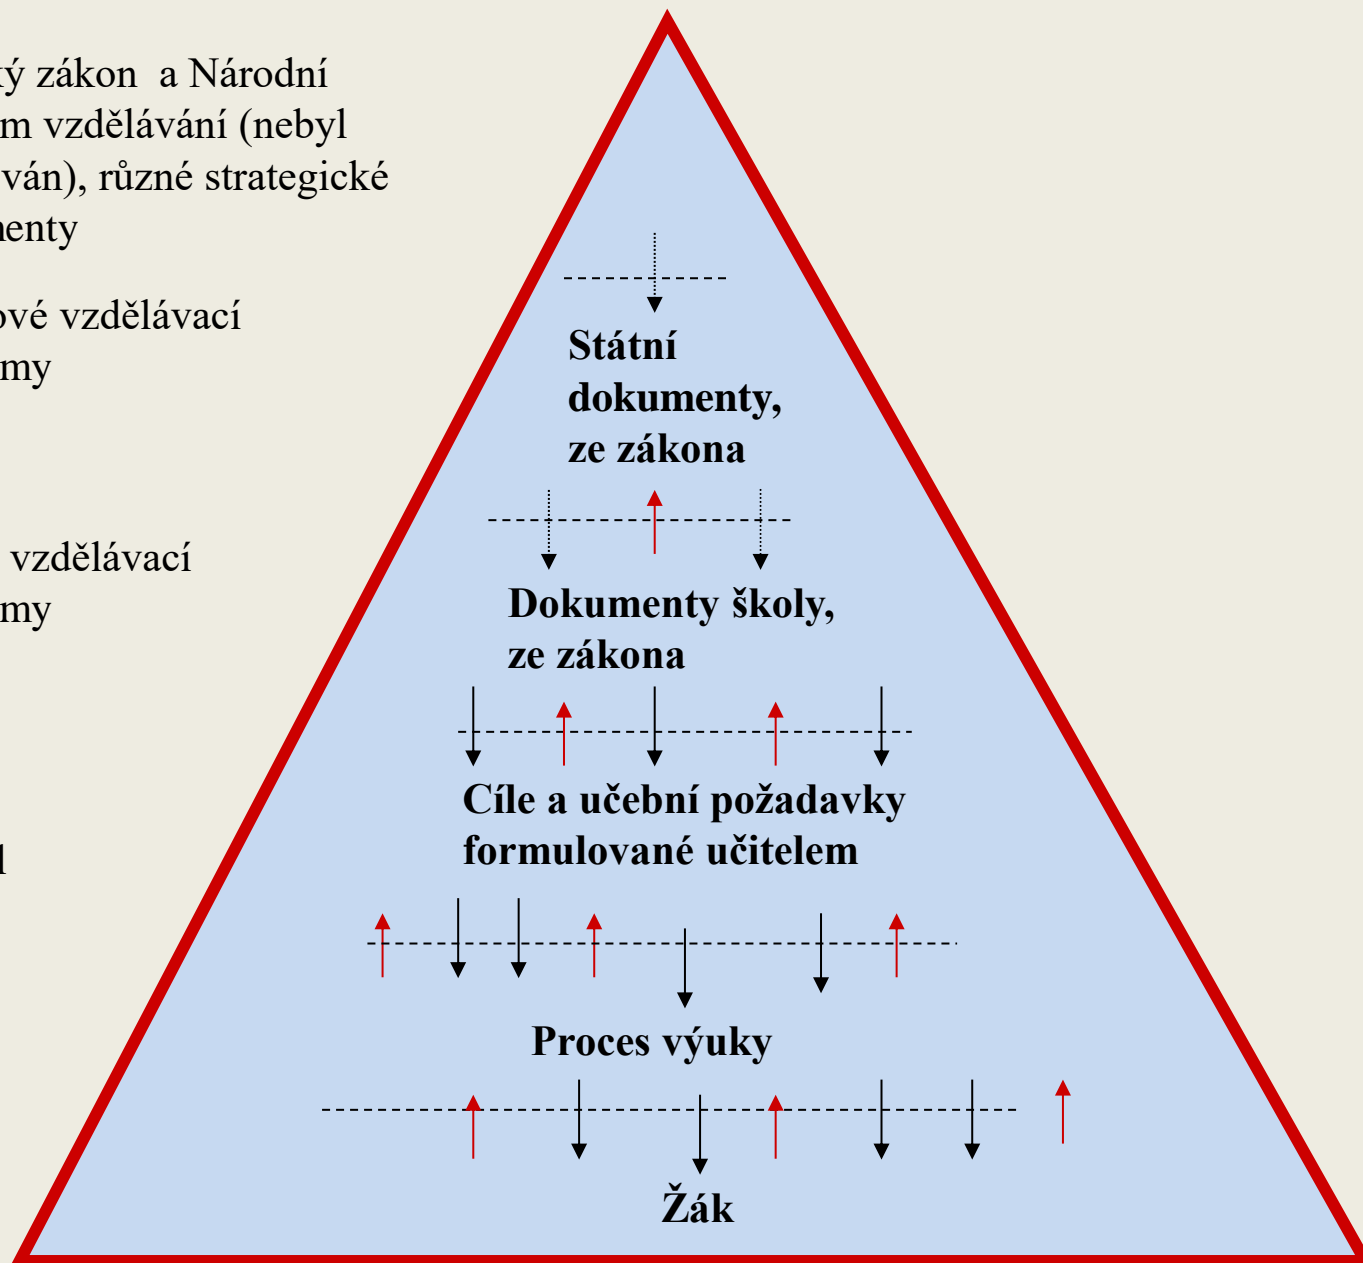 ý zákon a Národní
m vzdělávání (nebyl
ván), různé strategické
enty
ové vzdělávací
my
Státní
dokumenty,
ze zákona
vzdělávací
my
Dokumenty školy,
ze zákona
Cíle a učební požadavky
formulované učitelem
l
Proces výuky
Žák